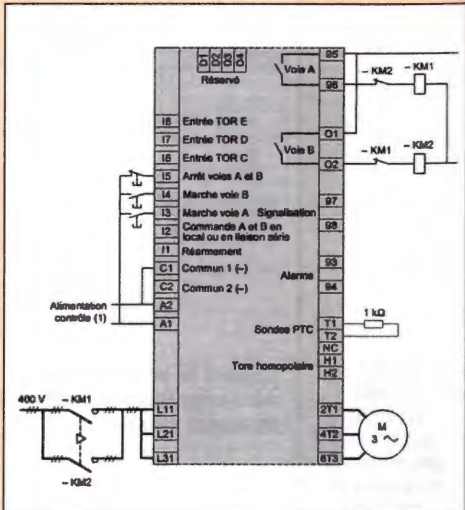 D1 D2 D3 D4
Réservé
I8 Entrée TOR E
I7 Entrée TOR D
I6 Entrée TOR C
I5 Arrêt voies A et B
I4 Marche voie B
I3 Marche voie A
I2 Commande A et B en
local ou en liaison série
I1 Réarmement
C1 Commun 1 (–)
C2 Commun 2 (–)
A2
A1
Alimentation
contrôle (1)
Voie A
95
96
– KM2
– KM1
Voie B
O1
O2
– KM1
– KM2
Signalisation
97
98
Alarme
93
94
Sondes PTC
T1
T2
1 kΩ
NC
Tore homopolaire
H1
H2
400 V
– KM1
– KM2
L11
L21
L31
2T1
4T2
6T3
M
3 ~